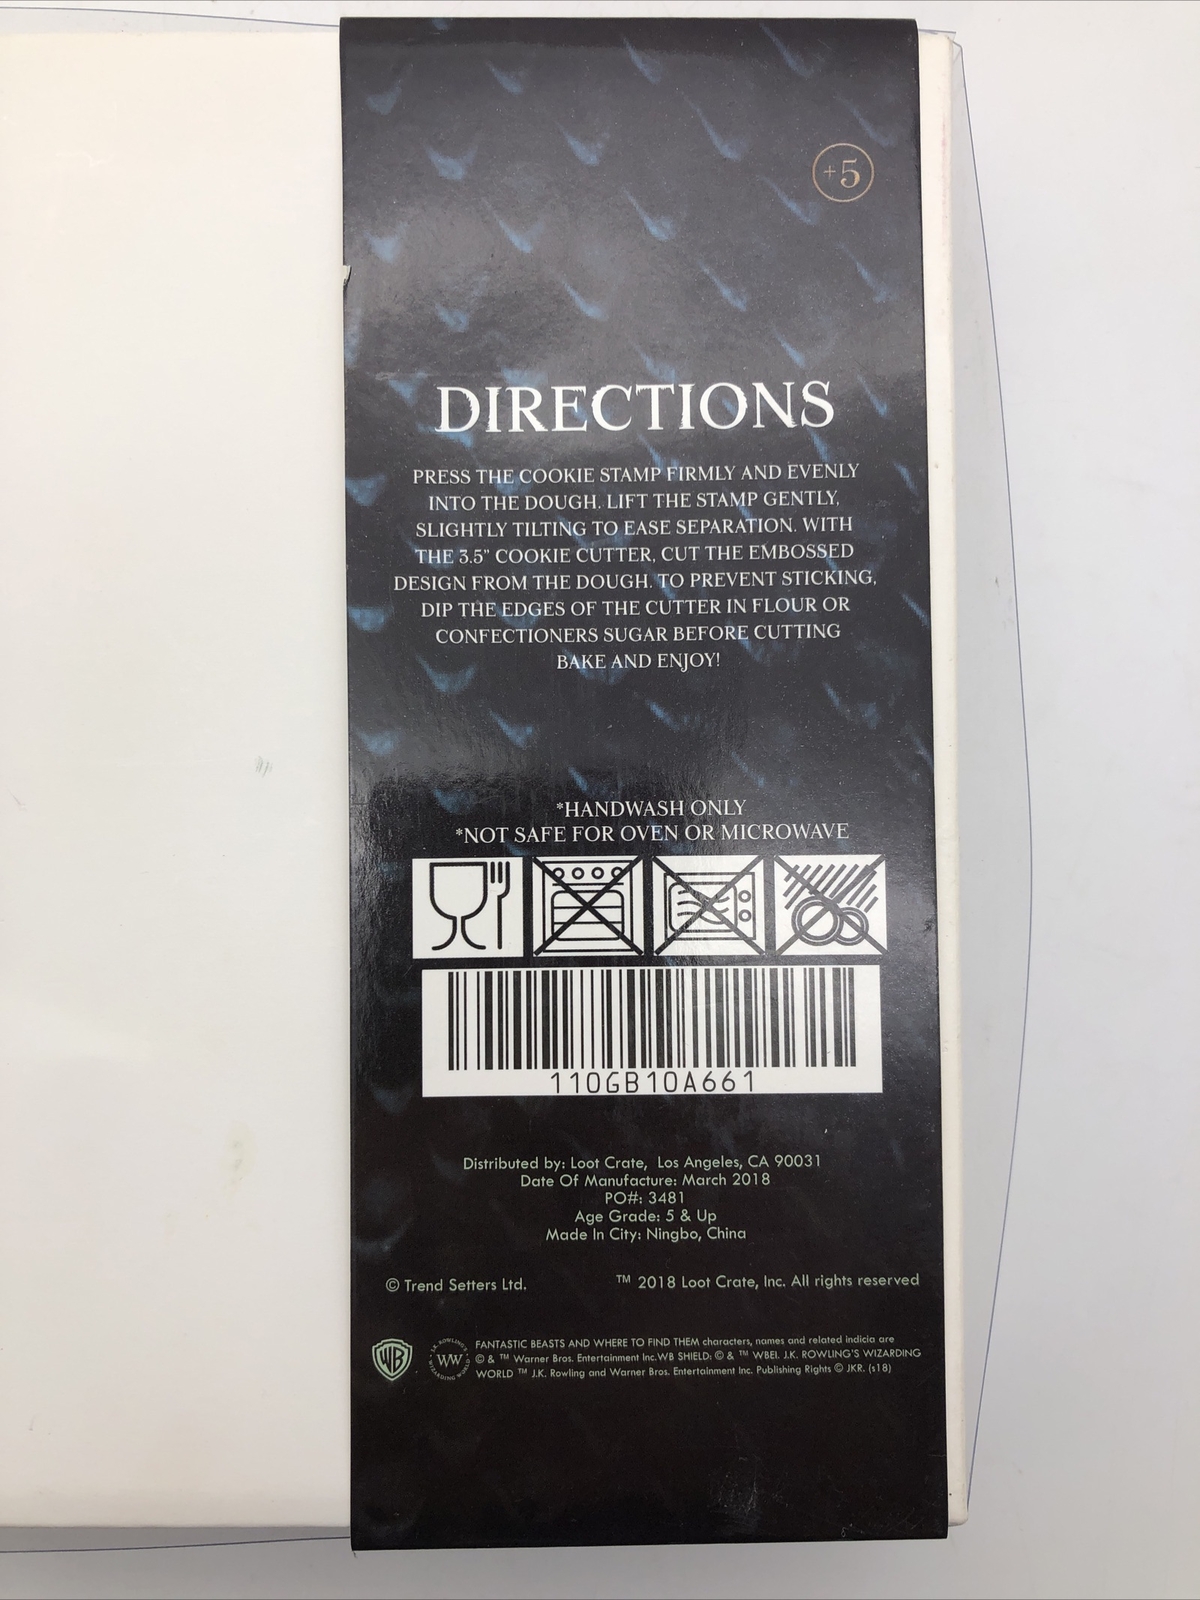 +5
DIRECTIONS
PRESS THE COOKIE STAMP FIRMLY AND EVENLY
INTO THE DOUGH. LIFT THE STAMP GENTLY,
SLIGHTLY TILTING TO EASE SEPARATION. WITH
THE 3.5" COOKIE CUTTER, CUT THE EMBOSSED
DESIGN FROM THE DOUGH. TO PREVENT STICKING,
DIP THE EDGES OF THE CUTTER IN FLOUR OR
CONFECTIONERS SUGAR BEFORE CUTTING
BAKE AND ENJOY!
*HANDWASH ONLY
*NOT SAFE FOR OVEN OR MICROWAVE
110GB10A661
Distributed by: Loot Crate, Los Angeles, CA 90031
Date Of Manufacture: March 2018
PO#: 3481
Age Grade: 5 & Up
Made In City: Ningbo, China
© Trend Setters Ltd. ™ 2018 Loot Crate, Inc. All rights reserved
WB
J.K. ROWLING'S WW WIZARDING WORLD
FANTASTIC BEASTS AND WHERE TO FIND THEM characters, names and related indicia are
© & ™ Warner Bros. Entertainment Inc.WB SHIELD: © & ™ WBEI. J.K. ROWLING'S WIZARDING
WORLD ™ J.K. Rowling and Warner Bros. Entertainment Inc. Publishing Rights © JKR. (s18)